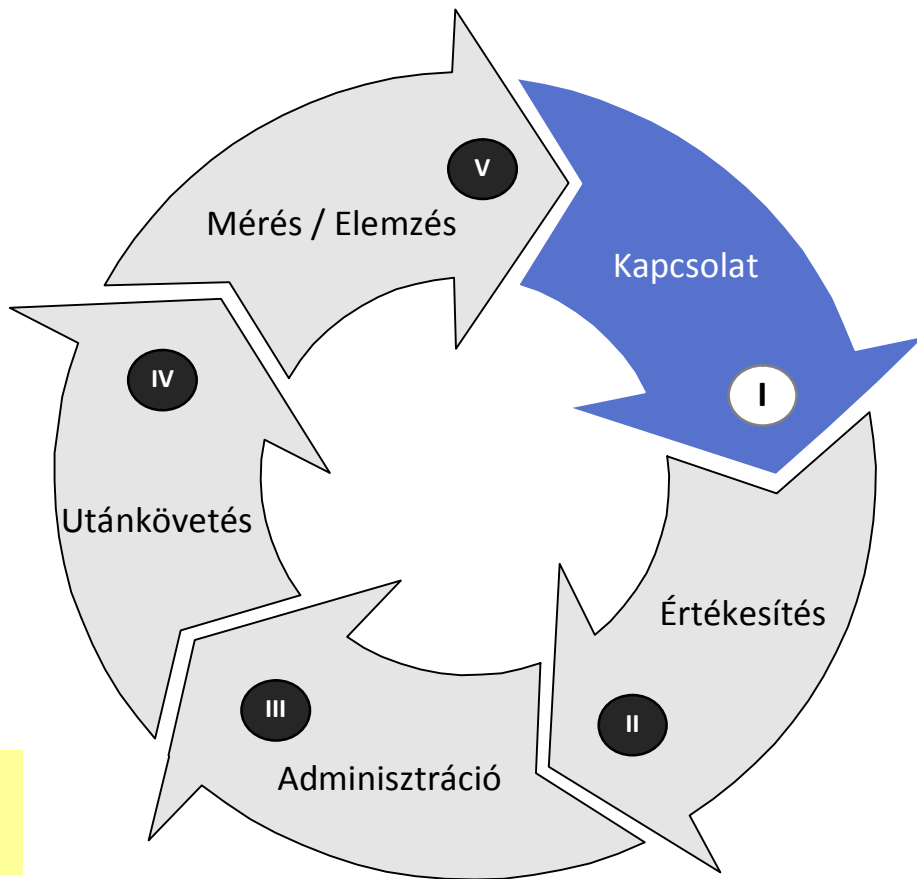 V
Mérés / Elemzés
Kapcsolat
I
IV
Utánkövetés
Értékesítés
III
II
Adminisztráció